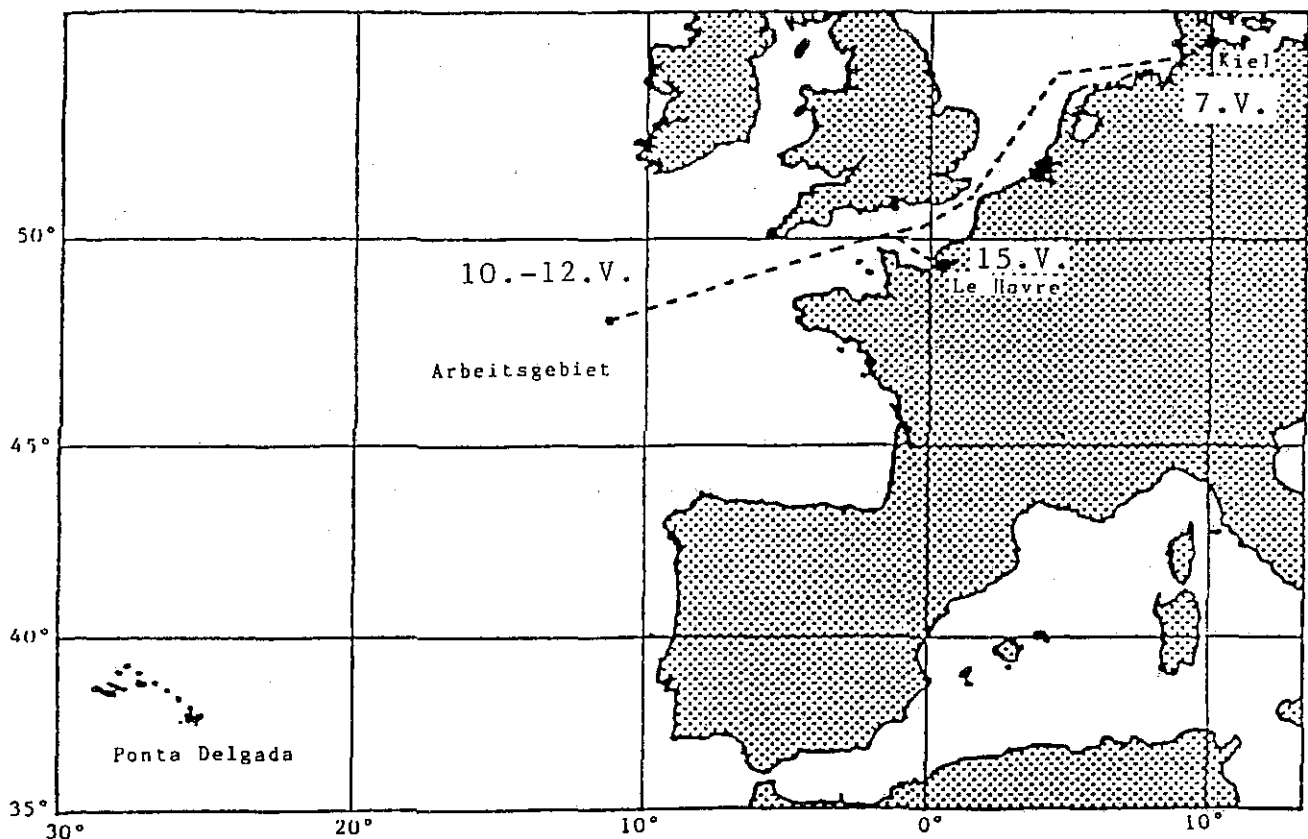 Kiel
7.V.
50°
10.-12.V.
15.V.
Le Havre
Arbeitsgebiet
45°
40°
Ponta Delgada
35°
30°
20°
10°
0°
10°